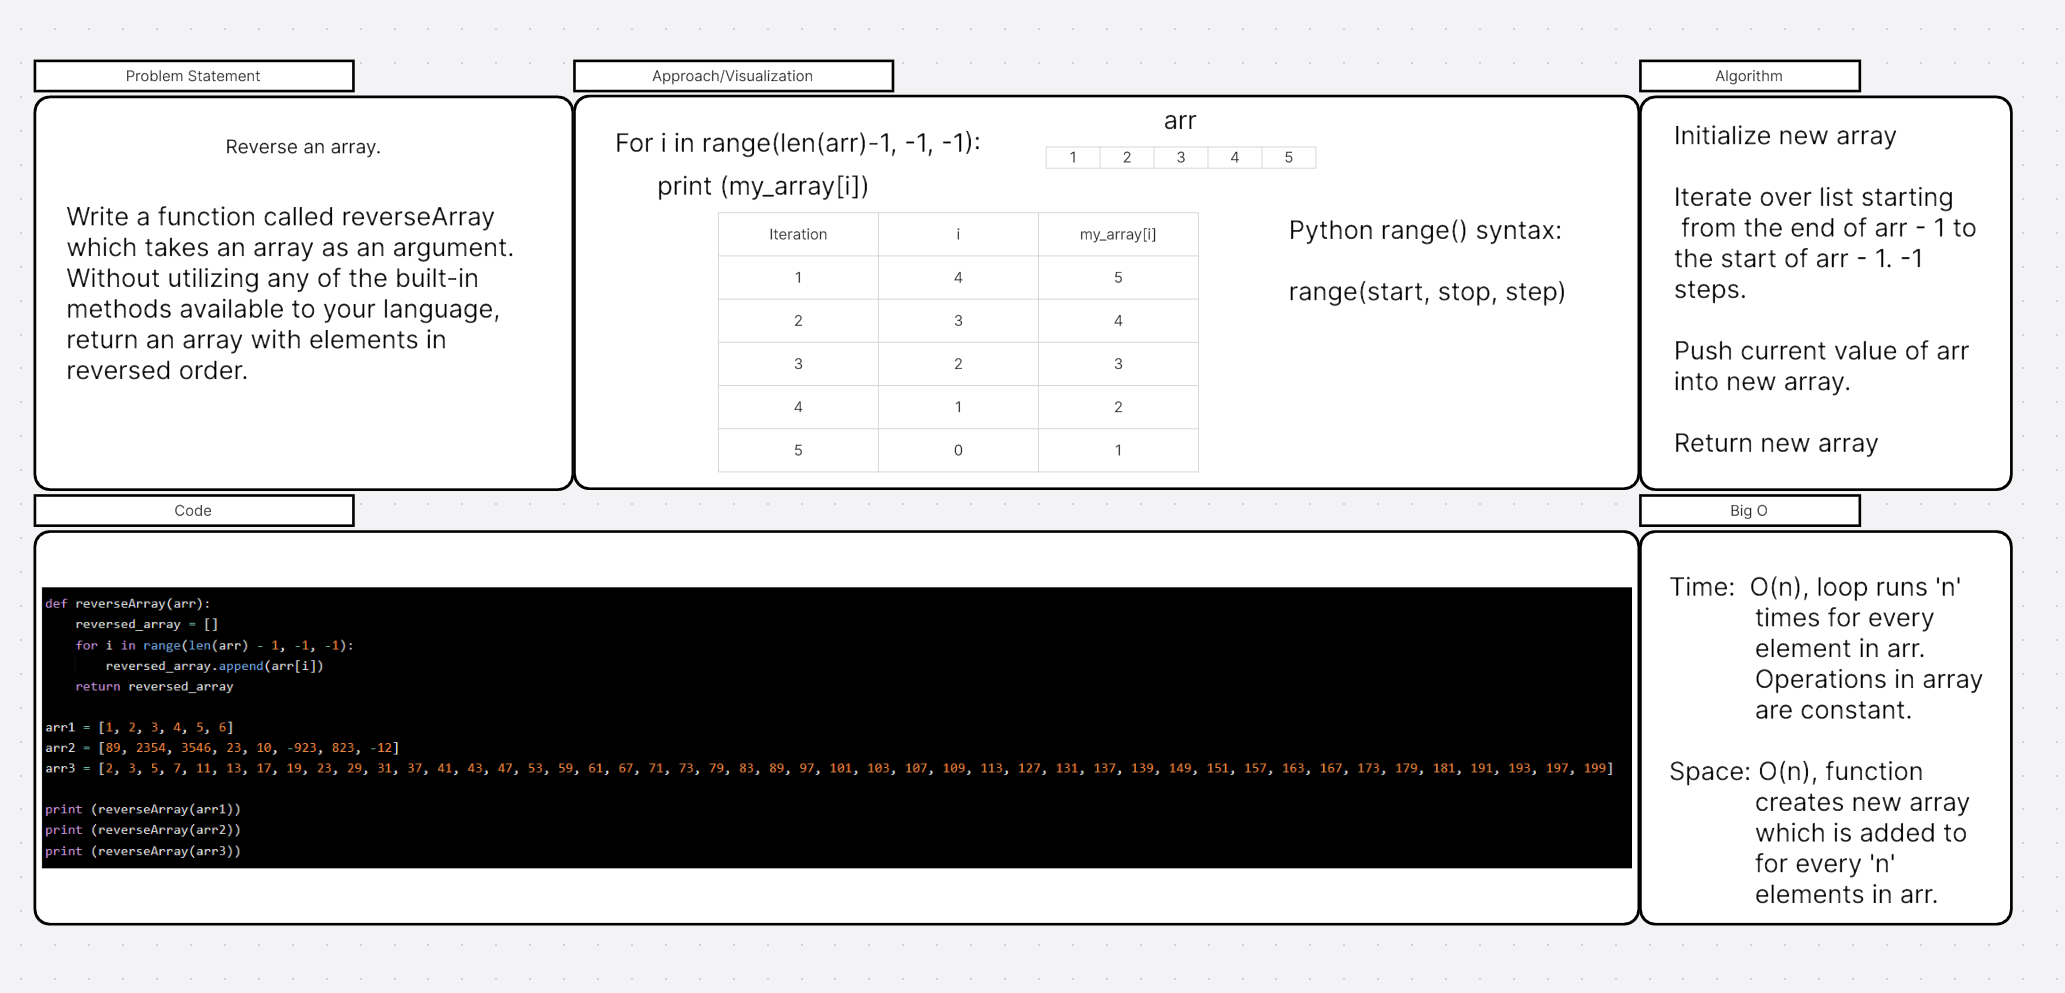 Problem Statement
Reverse an array.
Write a function called reverseArray
which takes an array as an argument.
Without utilizing any of the built-in
methods available to your language,
return an array with elements in
reversed order.
Approach/Visualization
For i in range(len(arr)-1, -1, -1):
print (my_array[i])
arr
1 2 3 4 5
Iteration i my_array[i]
1 4 5
2 3 4
3 2 3
4 1 2
5 0 1
Python range() syntax:
range(start, stop, step)
Algorithm
Initialize new array
Iterate over list starting
from the end of arr - 1 to
the start of arr - 1. -1
steps.
Push current value of arr
into new array.
Return new array
Code
def reverseArray(arr):
    reversed_array = []
    for i in range(len(arr) - 1, -1, -1):
        reversed_array.append(arr[i])
    return reversed_array
arr1 = [1, 2, 3, 4, 5, 6]
arr2 = [89, 2354, 3546, 23, 10, -923, 823, -12]
arr3 = [2, 3, 5, 7, 11, 13, 17, 19, 23, 29, 31, 37, 41, 43, 47, 53, 59, 61, 67, 71, 73, 79, 83, 89, 97, 101, 103, 107, 109, 113, 127, 131, 137, 139, 149, 151, 157, 163, 167, 173, 179, 181, 191, 193, 197, 199]
print (reverseArray(arr1))
print (reverseArray(arr2))
print (reverseArray(arr3))
Big O
Time: O(n), loop runs 'n'
times for every
element in arr.
Operations in array
are constant.
Space: O(n), function
creates new array
which is added to
for every 'n'
elements in arr.